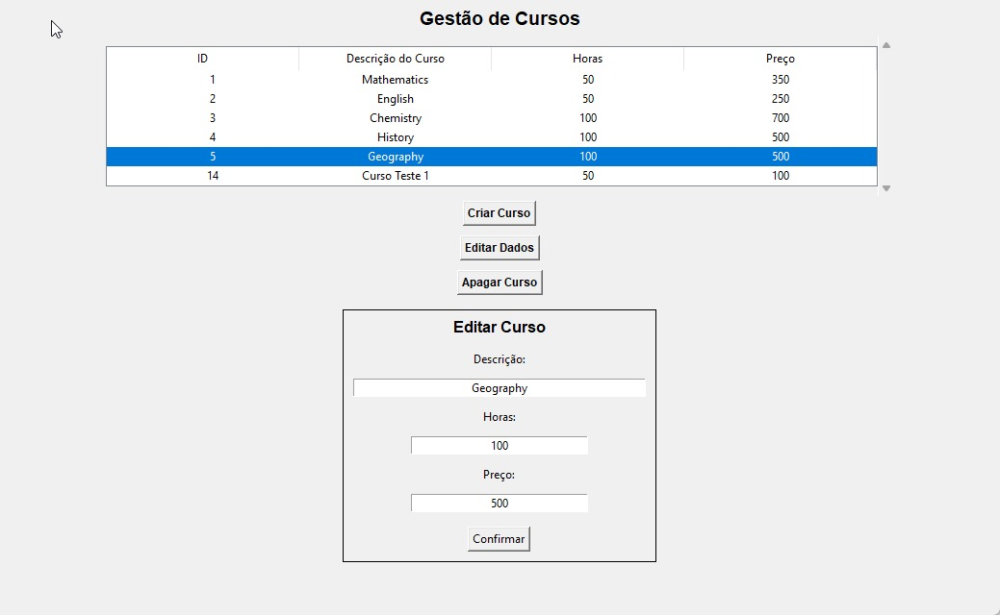 Gestão de Cursos
ID Descrição do Curso Horas Preço
1 Mathematics 50 350
2 English 50 250
3 Chemistry 100 700
4 History 100 500
5 Geography 100 500
14 Curso Teste 1 50 100
Criar Curso
Editar Dados
Apagar Curso
Editar Curso
Descrição:
Geography
Horas:
100
Preço:
500
Confirmar